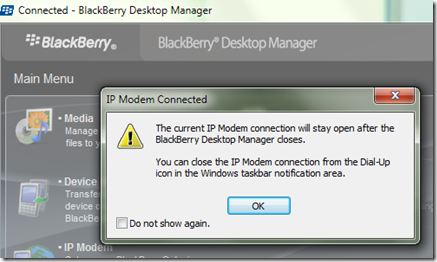 Connected - BlackBerry Desktop Manager
BlackBerry®
BlackBerry® Desktop Manager
Main Menu
• Media
Manage
files to y
• Device
Transfe
device d
BlackBe
• IP Modem
IP Modem Connected
The current IP Modem connection will stay open after the
BlackBerry Desktop Manager closes.
You can close the IP Modem connection from the Dial-Up
icon in the Windows taskbar notification area.
OK
Do not show again.